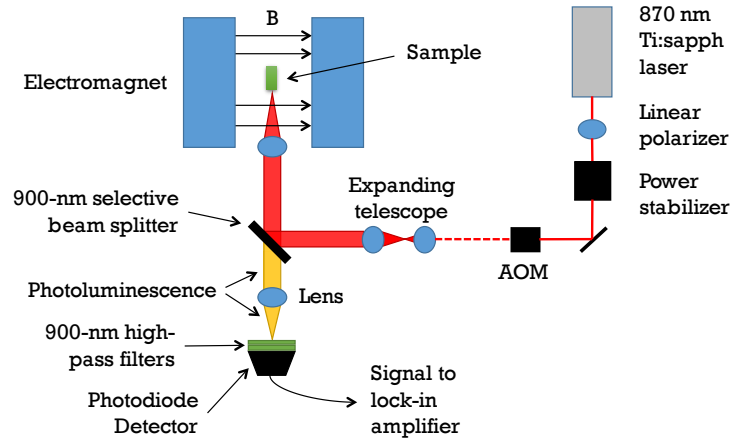 B
Electromagnet
Sample
870 nm
Ti:sapph
laser
Linear
polarizer
Power
stabilizer
900-nm selective
beam splitter
Expanding
telescope
AOM
Photoluminescence
Lens
900-nm high-
pass filters
Photodiode
Detector
Signal to
lock-in
amplifier